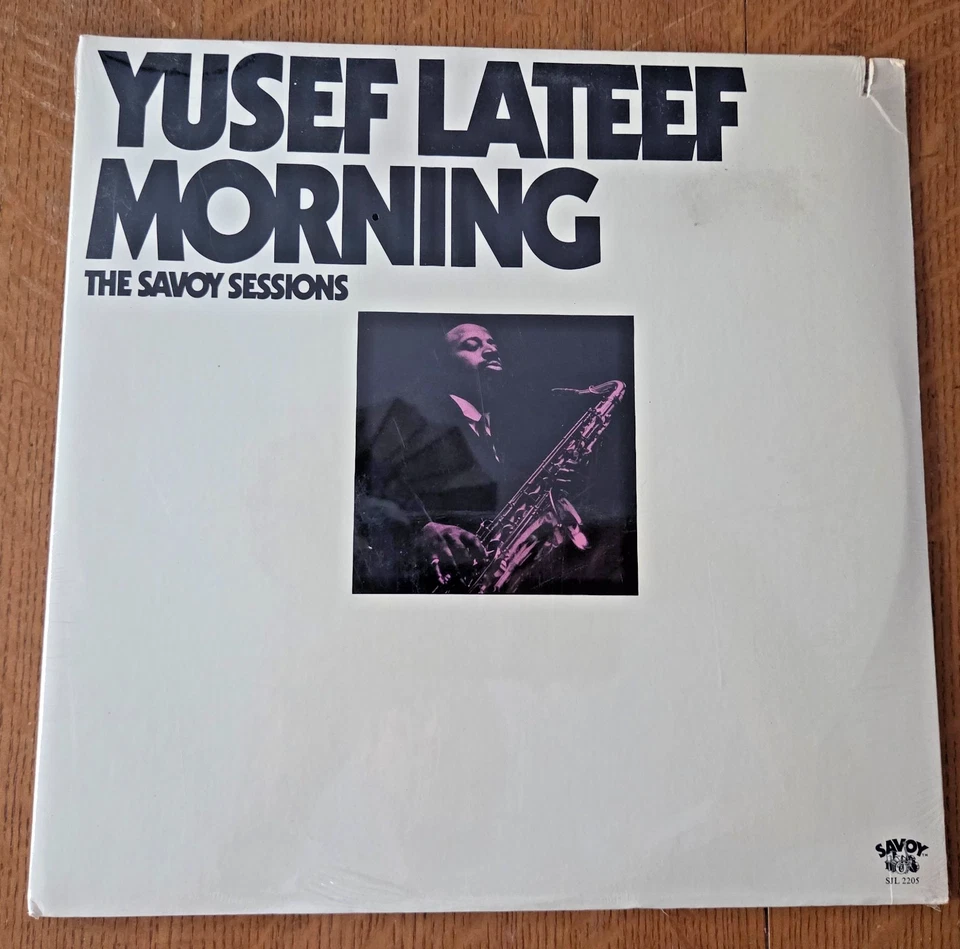 YUSEF LATEEF
MORNING
THE SAVOY SESSIONS
SAVOY
SJL 2205